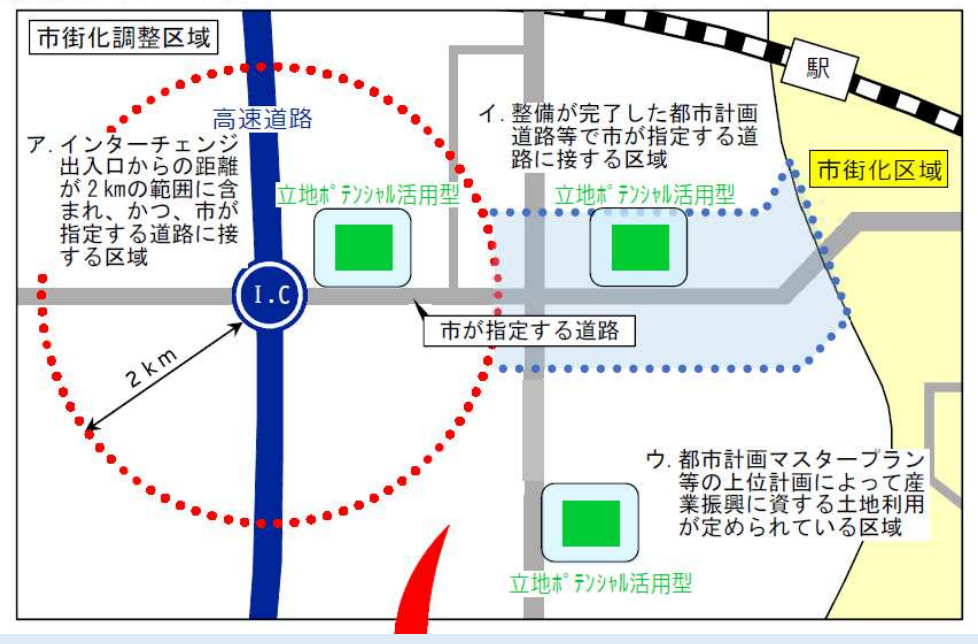 市街化調整区域
駅
高速道路
ア. インターチェンジ
出入口からの距離
が2kmの範囲に含
まれ、かつ、市が
指定する道路に接
する区域
イ. 整備が完了した都市計画
道路等で市が指定する道
路に接する区域
市街化区域
立地ﾎﾟﾃﾝｼｬﾙ活用型
立地ﾎﾟﾃﾝｼｬﾙ活用型
I.C
市が指定する道路
2km
ウ. 都市計画マスタープラン
等の上位計画によって産
業振興に資する土地利用
が定められている区域
立地ﾎﾟﾃﾝｼｬﾙ活用型